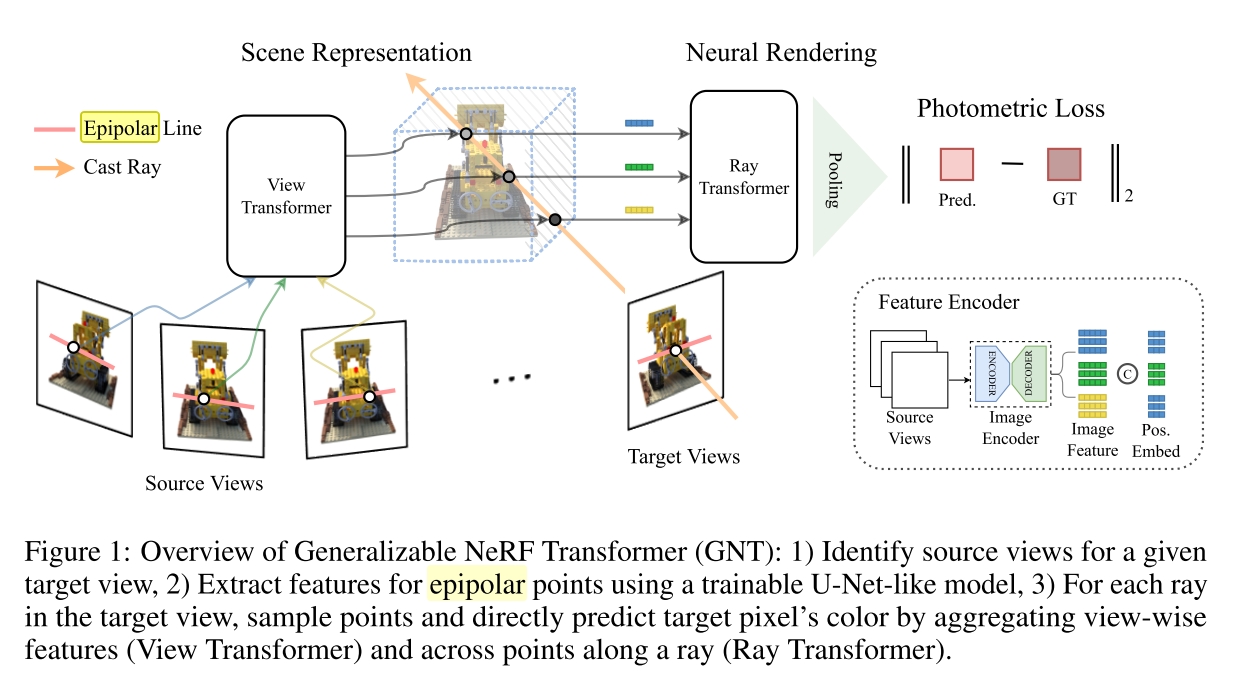 Scene Representation
Neural Rendering
Epipolar Line
Cast Ray
View
Transformer
Ray
Transformer
Pooling
Photometric Loss
Pred.
GT
2
Source Views
...
Target Views
Feature Encoder
Source
Views
ENCODER
DECODER
Image
Encoder
Image
Feature
C
Pos.
Embed
Figure 1: Overview of Generalizable NeRF Transformer (GNT): 1) Identify source views for a given
target view, 2) Extract features for epipolar points using a trainable U-Net-like model, 3) For each ray
in the target view, sample points and directly predict target pixel's color by aggregating view-wise
features (View Transformer) and across points along a ray (Ray Transformer).